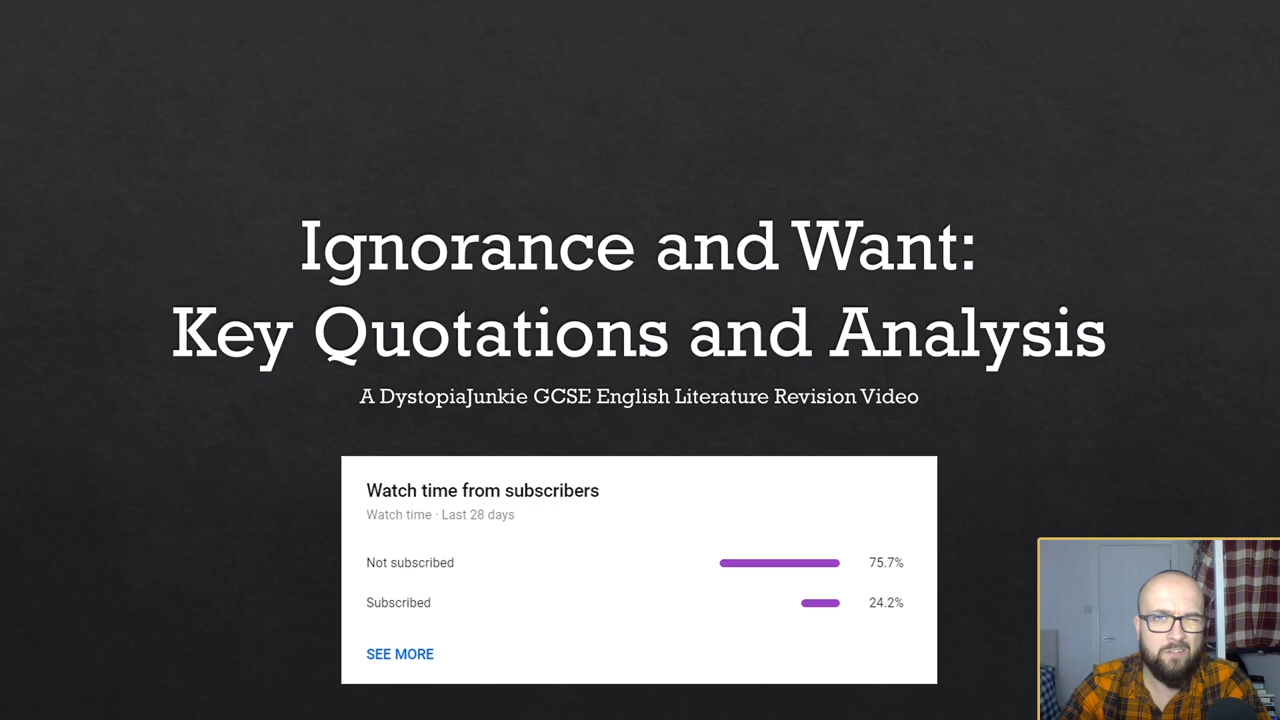 Ignorance and Want:
Key Quotations and Analysis
A DystopiaJunkie GCSE English Literature Revision Video
Watch time from subscribers
Watch time · Last 28 days
Not subscribed 75.7%
Subscribed 24.2%
SEE MORE